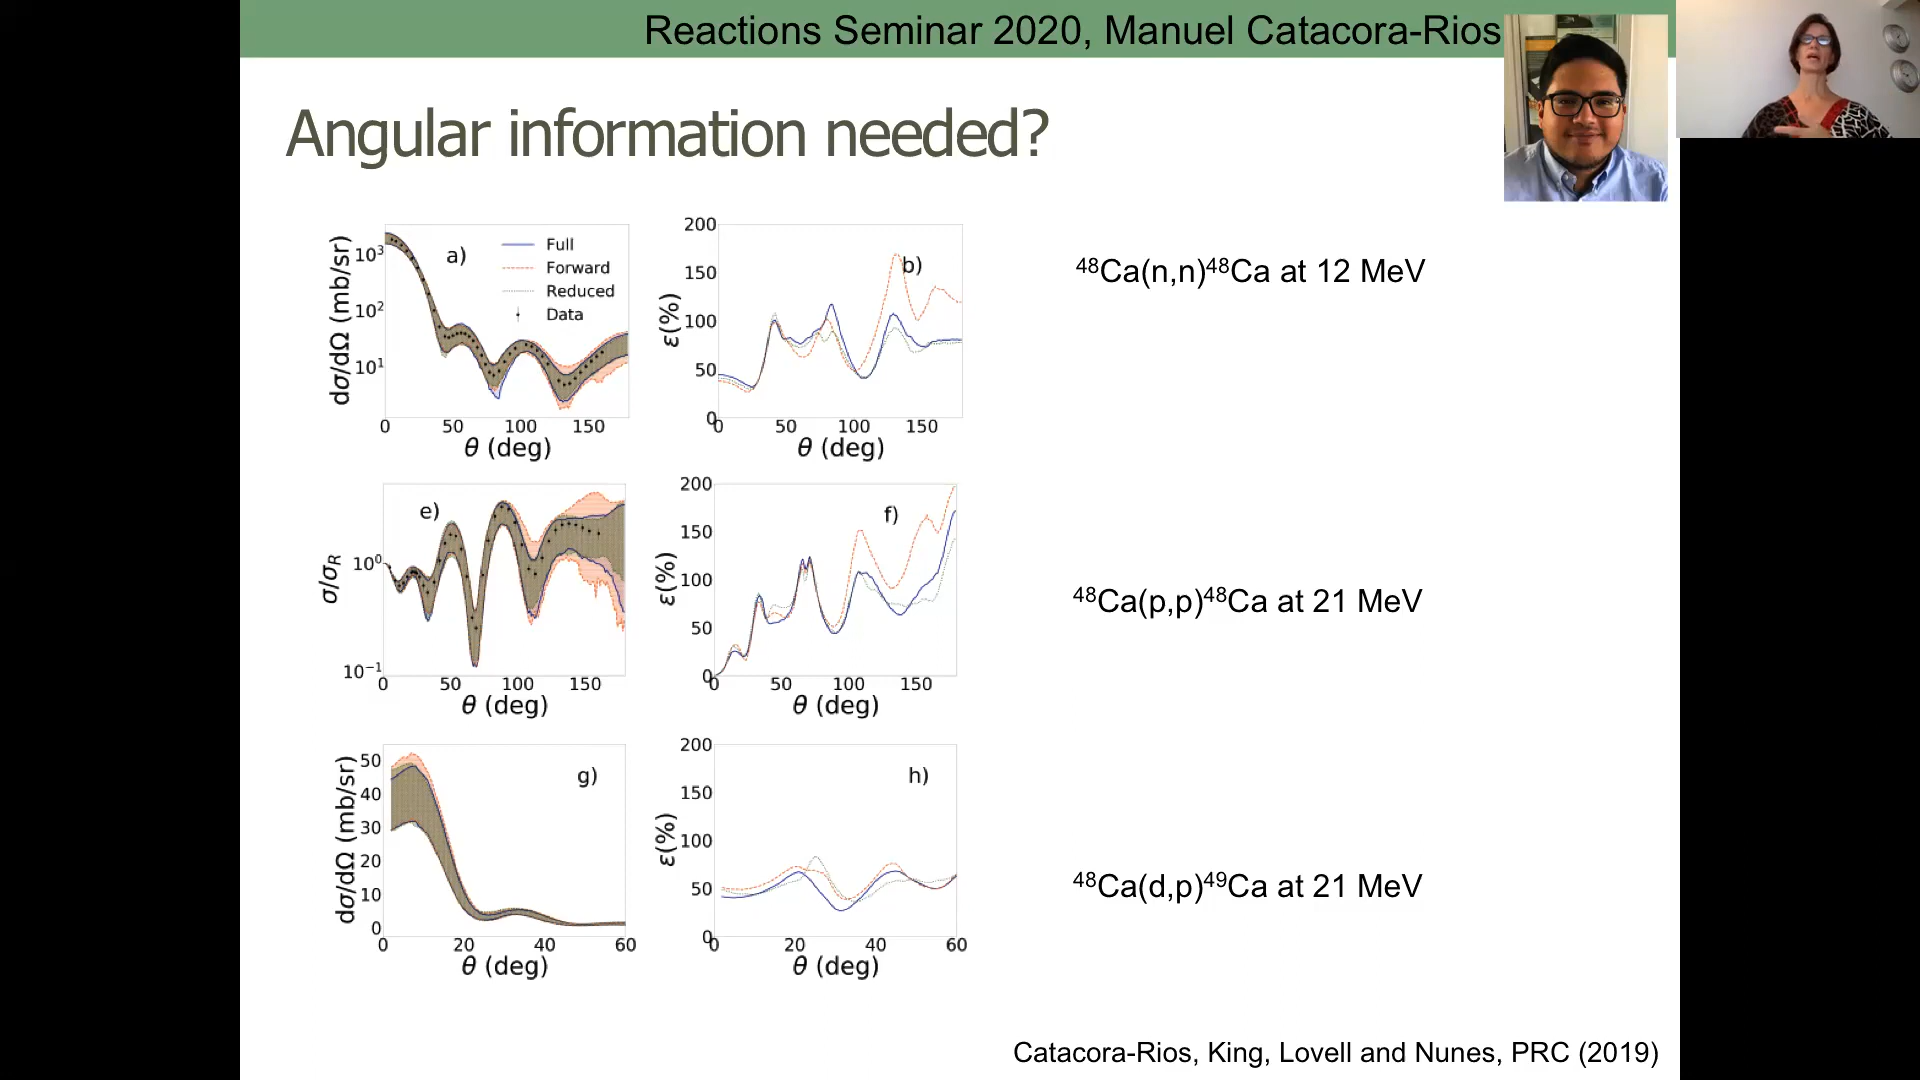 Reactions Seminar 2020, Manuel Catacora-Rios
Angular information needed?
dσ/dΩ (mb/sr)
10³
10²
10¹
a)
Full
Forward
Reduced
Data
0 50 100 150
θ (deg)
ε(%)
200
150
100
50
0
b)
0 50 100 150
θ (deg)
⁴⁸Ca(n,n)⁴⁸Ca at 12 MeV
σ/σR
10⁰
10⁻¹
e)
0 50 100 150
θ (deg)
ε(%)
200
150
100
50
0
f)
0 50 100 150
θ (deg)
⁴⁸Ca(p,p)⁴⁸Ca at 21 MeV
dσ/dΩ (mb/sr)
50
40
30
20
10
0
g)
0 20 40 60
θ (deg)
ε(%)
200
150
100
50
0
h)
0 20 40 60
θ (deg)
⁴⁸Ca(d,p)⁴⁹Ca at 21 MeV
Catacora-Rios, King, Lovell and Nunes, PRC (2019)